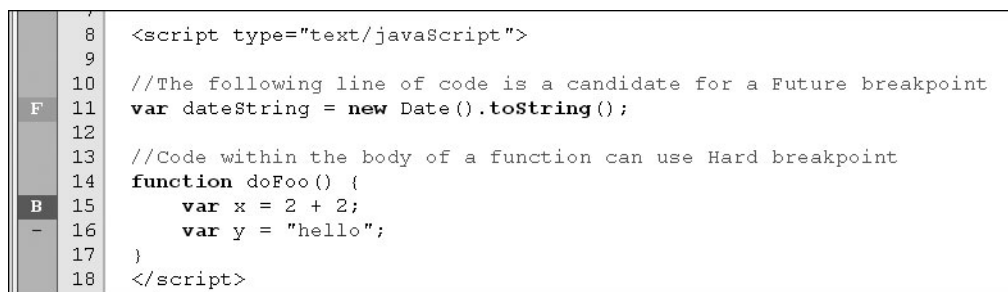 7
8 <script type="text/javaScript">
9
10 //The following line of code is a candidate for a Future breakpoint
F 11 var dateString = new Date().toString();
12
13 //Code within the body of a function can use Hard breakpoint
14 function doFoo() {
B 15 var x = 2 + 2;
- 16 var y = "hello";
17 }
18 </script>